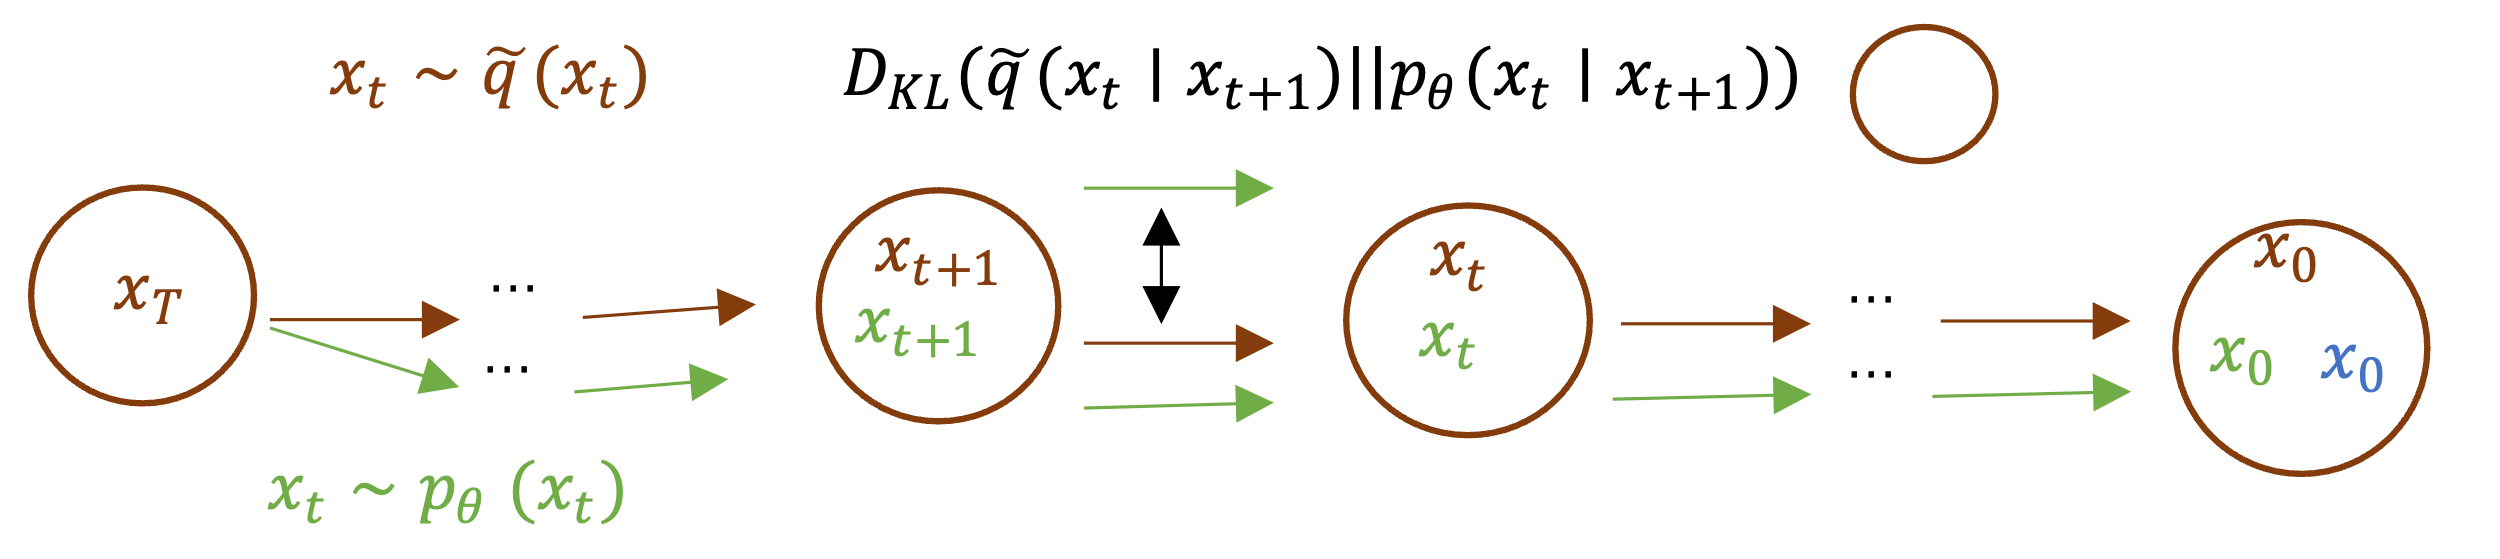 x_t ~ q̃(x_t)
D_KL(q̃(x_t | x_{t+1})‖p_θ(x_t | x_{t+1}))
x_T
...
...
x_{t+1}
x_{t+1}
x_t
x_t
...
...
x_0
x_0 x_0
x_t ~ p_θ (x_t)